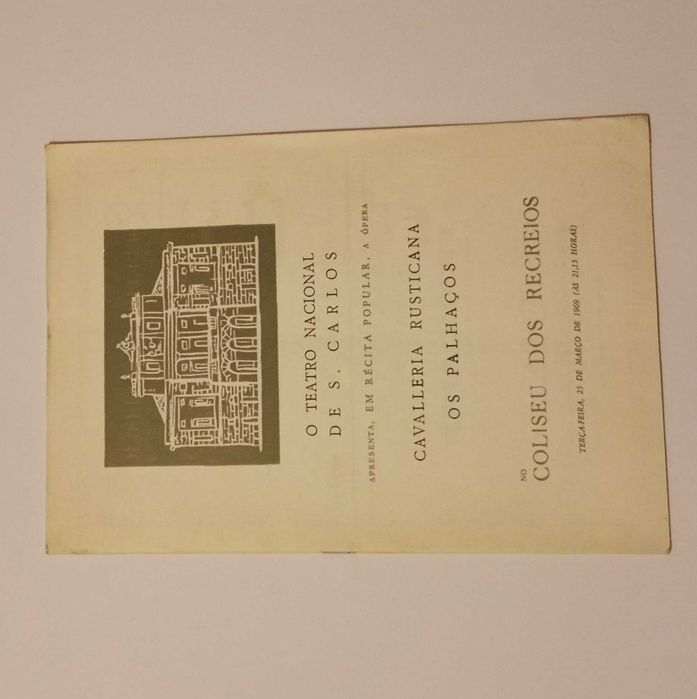 O TEATRO NACIONAL
DE S. CARLOS
APRESENTA, EM RÉCITA POPULAR, A ÓPERA
CAVALLERIA RUSTICANA
OS PALHAÇOS
NO
COLISEU DOS RECREIOS
TERÇA-FEIRA, 25 DE MARÇO DE 1969 (ÀS 21,15 HORAS)